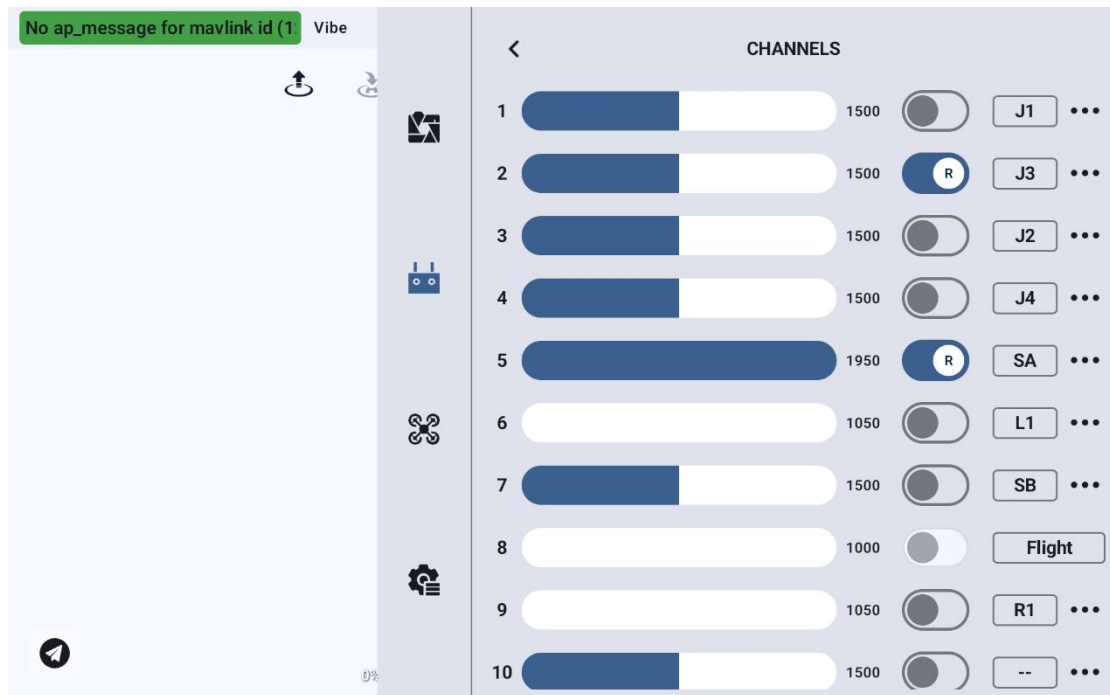 No ap_message for mavlink id (1
Vibe
CHANNELS
1 1500 J1
2 1500 R J3
3 1500 J2
4 1500 J4
5 1950 R SA
6 1050 L1
7 1500 SB
8 1000 Flight
9 1050 R1
10 1500 --
0%